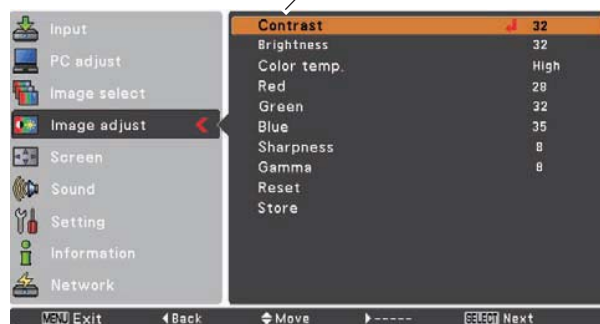 Input
PC adjust
Image select
Image adjust
Screen
Sound
Setting
Information
Network
Contrast 32
Brightness 32
Color temp. High
Red 28
Green 32
Blue 35
Sharpness 8
Gamma 8
Reset
Store
MENU Exit Back Move ----- SELECT Next